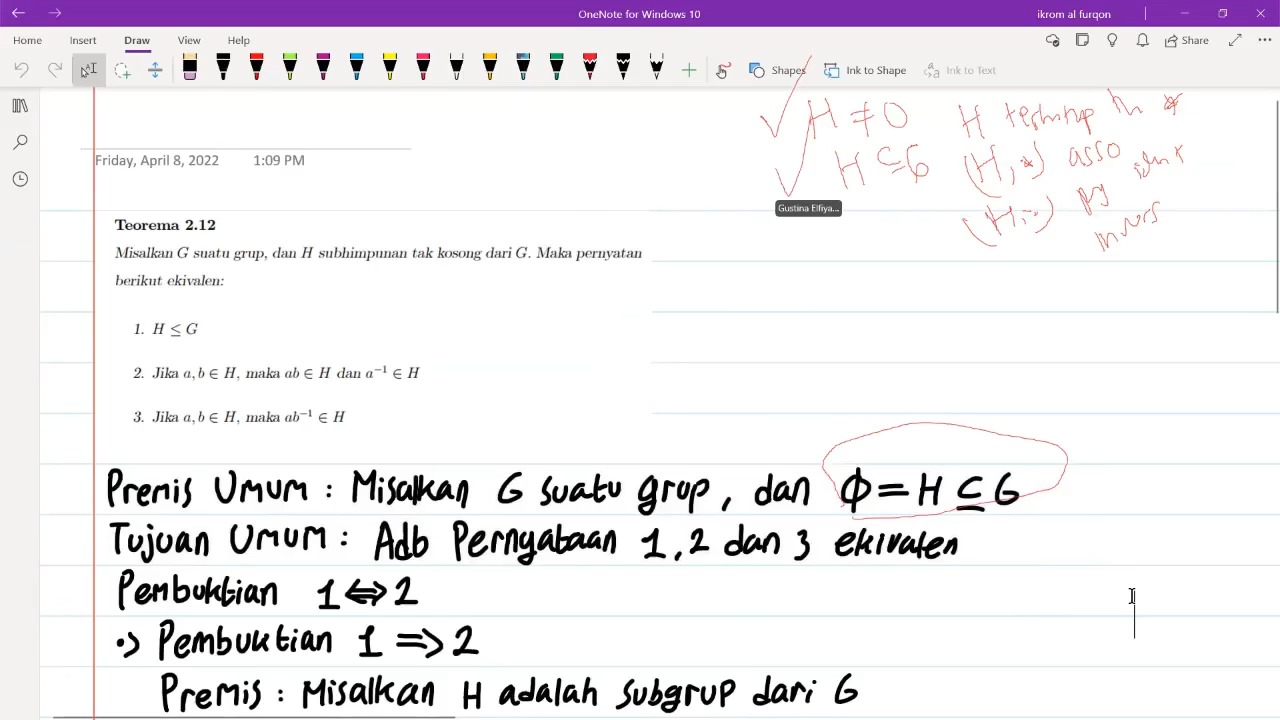 OneNote for Windows 10
ikrom al furqon
Home Insert Draw View Help
Share
Shapes Ink to Shape Ink to Text
H ≠ 0 H tertutup
H ⊆ G (H, *) asso
ident
Gustina Elfiya...
invers
Friday, April 8, 2022 1:09 PM
Teorema 2.12
Misalkan G suatu grup, dan H subhimpunan tak kosong dari G. Maka pernyatan
berikut ekivalen:
1. H ≤ G
2. Jika a, b ∈ H, maka ab ∈ H dan a⁻¹ ∈ H
3. Jika a, b ∈ H, maka ab⁻¹ ∈ H
Premis Umum : Misalkan G suatu grup, dan ϕ = H ⊆ G
Tujuan Umum : Adb Pernyataan 1, 2 dan 3 ekivalen
Pembuktian 1 ⇔ 2
•> Pembuktian 1 => 2
Premis : Misalkan H adalah subgrup dari G